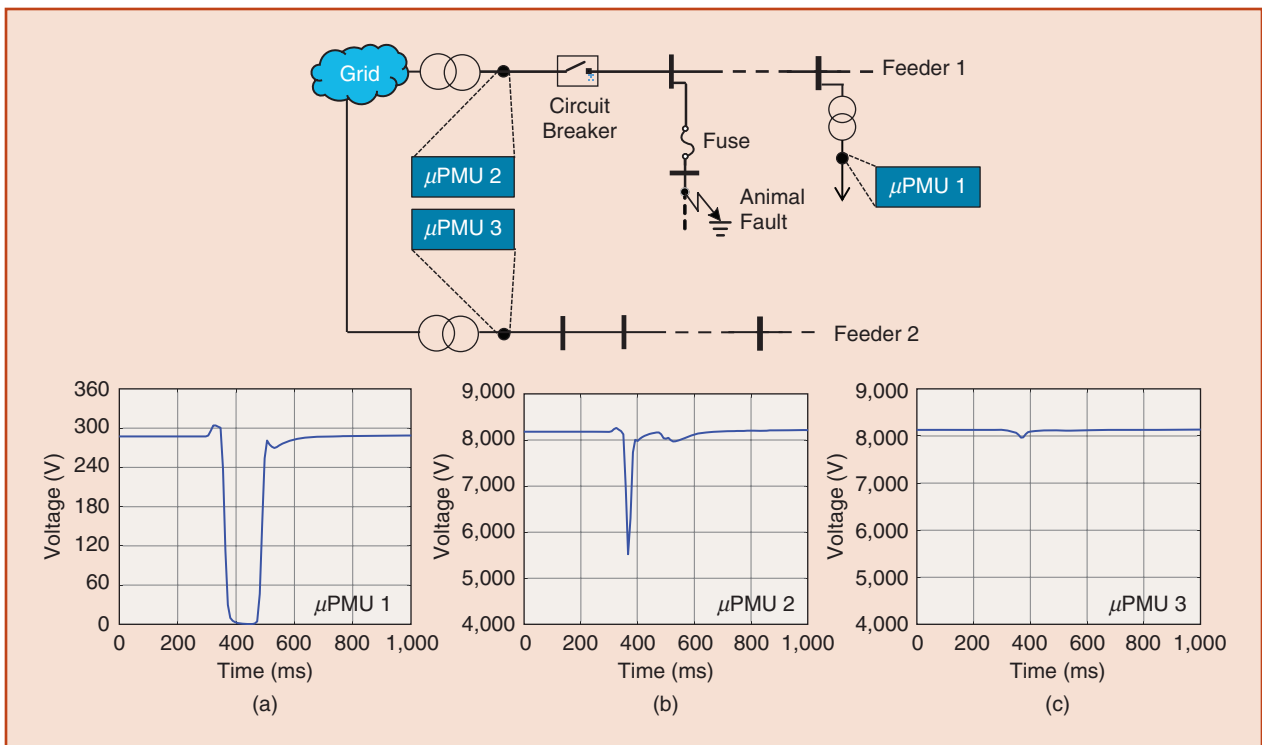 Grid
Feeder 1
Circuit
Breaker
Fuse
μPMU 2
μPMU 1
μPMU 3
Animal
Fault
Feeder 2
360
300
240
180
120
60
0
Voltage (V)
0 200 400 600 800 1,000
Time (ms)
μPMU 1
(a)
9,000
8,000
7,000
6,000
5,000
4,000
Voltage (V)
0 200 400 600 800 1,000
Time (ms)
μPMU 2
(b)
9,000
8,000
7,000
6,000
5,000
4,000
Voltage (V)
0 200 400 600 800 1,000
Time (ms)
μPMU 3
(c)